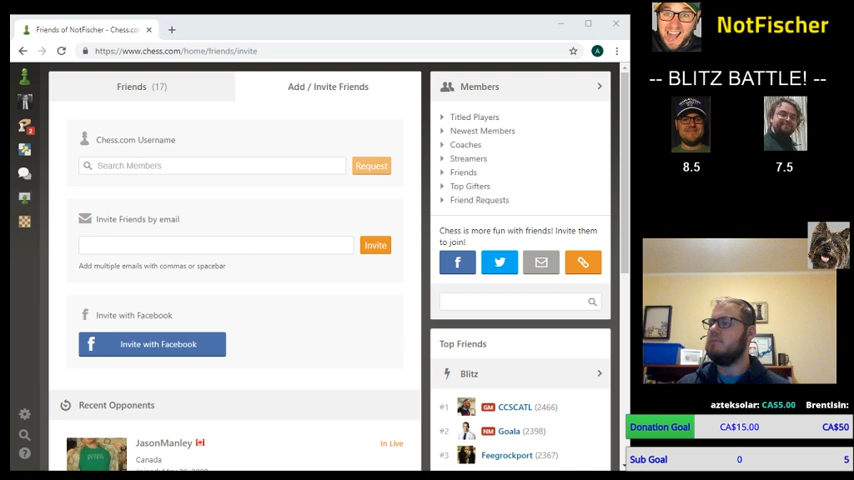 Friends of NotFischer - Chess.co
https://www.chess.com/home/friends/invite
A
NotFischer
-- BLITZ BATTLE! --
8.5
7.5
2
Friends (17)
Add / Invite Friends
Chess.com Username
Search Members
Request
Invite Friends by email
Invite
Add multiple emails with commas or spacebar
Invite with Facebook
Invite with Facebook
Recent Opponents
JasonManley
Canada
In Live
Members
Titled Players
Newest Members
Coaches
Streamers
Friends
Top Gifters
Friend Requests
Chess is more fun with friends! Invite them
to join!
Top Friends
Blitz
#1 GM CCSCATL (2466)
#2 NM Goala (2398)
#3 Feegrockport (2367)
azteksolar: CA$5.00 Brentlsin:
Donation Goal CA$15.00 CA$50
Sub Goal 0 5